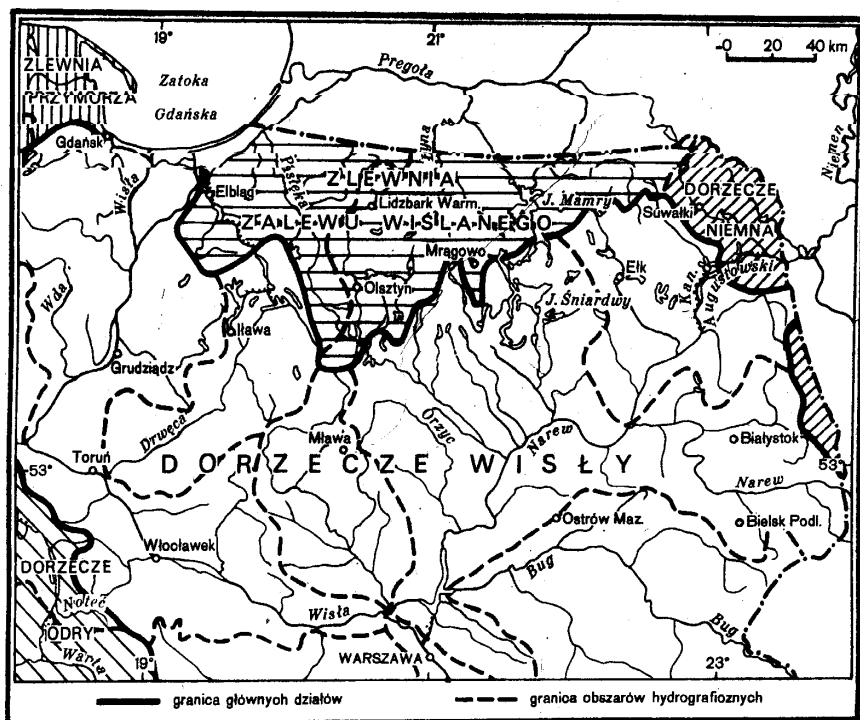 19°
21
0 20 40 km
ZLEWNIA
PRZYMORZA
Zatoka
Gdańska
Pregoła
Niemen
Gdańsk
Łyna
Wisła
Elbląg
Pasłęka
ZLEWNIA
Lidzbark Warm.
J. Mamry
DORZECZE
ZALEWU WIŚLANEGO
Suwałki
NIEMNA
Mrągowo
Wda
Olsztyn
Ełk
Kan.
Augustowski
J. Śniardwy
Iława
Grudziądz
Drwęca
Orzyc
Mława
Narew
Białystok
Toruń
DORZECZE WISŁY
53°
53°
Narew
Ostrów Maz.
Bielsk Podl.
Włocławek
DORZECZE
Bug
Noteć
Wisła
ODRY
Bug
Warta
19°
WARSZAWA
23°
granica głównych działów
granica obszarów hydrograficznych